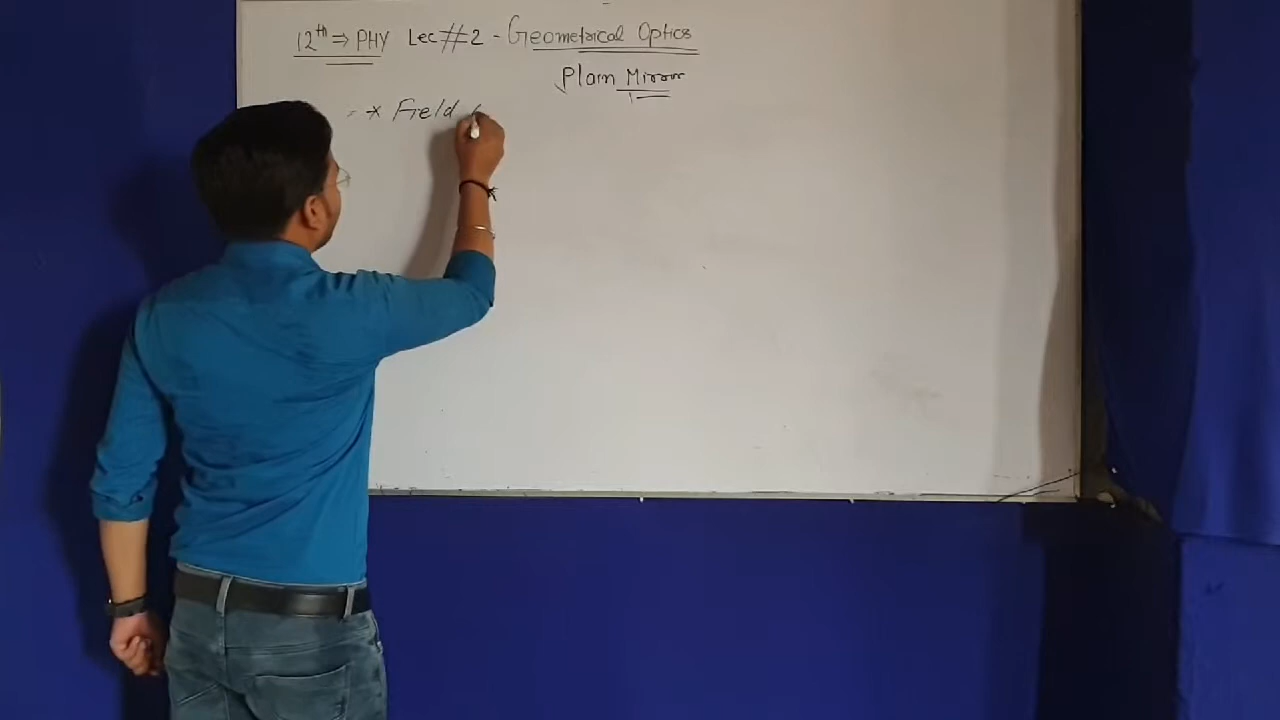 12th ⇒ PHY Lec # 2 - Geometrical Optics
Plain Mirror
* Field